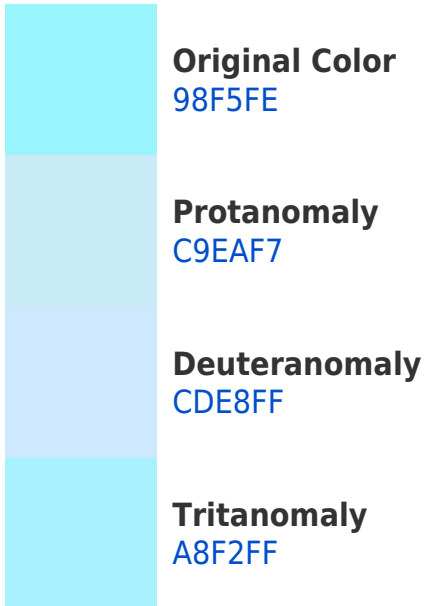 Original Color
98F5FE
Protanomaly
C9EAF7
Deuteranomaly
CDE8FF
Tritanomaly
A8F2FF